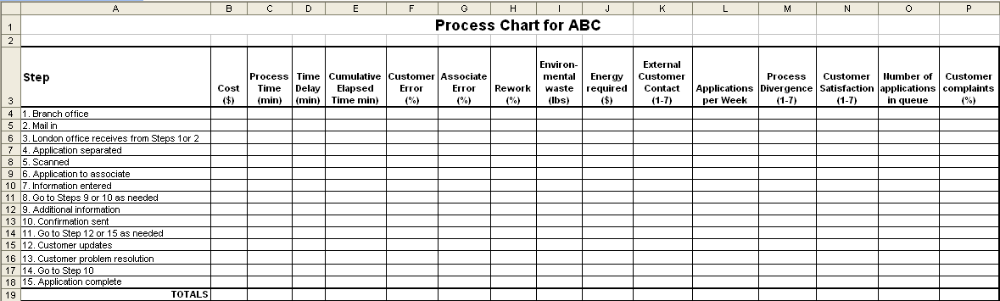 A B C D E F G H I J K L M N O P
1 Process Chart for ABC
2
3 Step Cost ($) Process Time (min) Time Delay (min) Cumulative Elapsed Time min) Customer Error (%) Associate Error (%) Rework (%) Environ-mental waste (lbs) Energy required ($) External Customer Contact (1-7) Applications per Week Process Divergence (1-7) Customer Satisfaction (1-7) Number of applications in queue Customer complaints (%)
4 1. Branch office
5 2. Mail in
6 3. London office receives from Steps 1or 2
7 4. Application separated
8 5. Scanned
9 6. Application to associate
10 7. Information entered
11 8. Go to Steps 9 or 10 as needed
12 9. Additional information
13 10. Confirmation sent
14 11. Go to Step 12 or 15 as needed
15 12. Customer updates
16 13. Customer problem resolution
17 14. Go to Step 10
18 15. Application complete
19 TOTALS